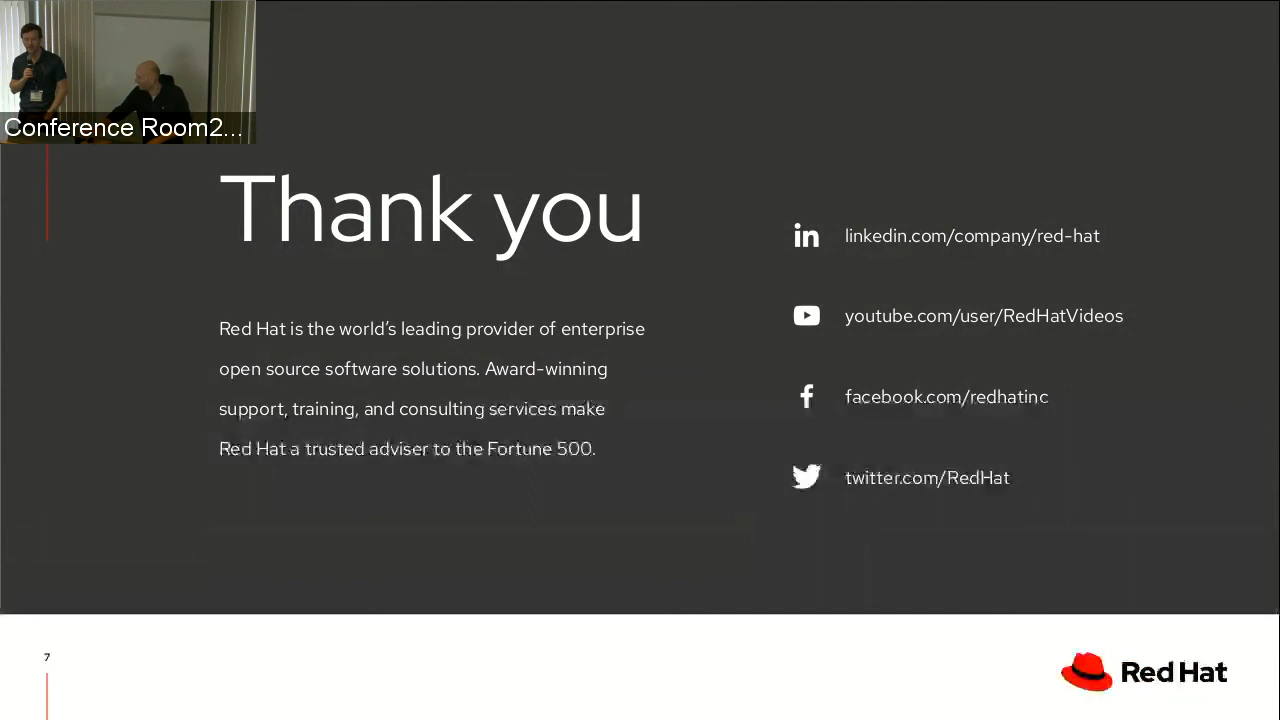 Conference Room2...
Thank you
Red Hat is the world’s leading provider of enterprise
open source software solutions. Award-winning
support, training, and consulting services make
Red Hat a trusted adviser to the Fortune 500.
linkedin.com/company/red-hat
youtube.com/user/RedHatVideos
facebook.com/redhatinc
twitter.com/RedHat
7
Red Hat